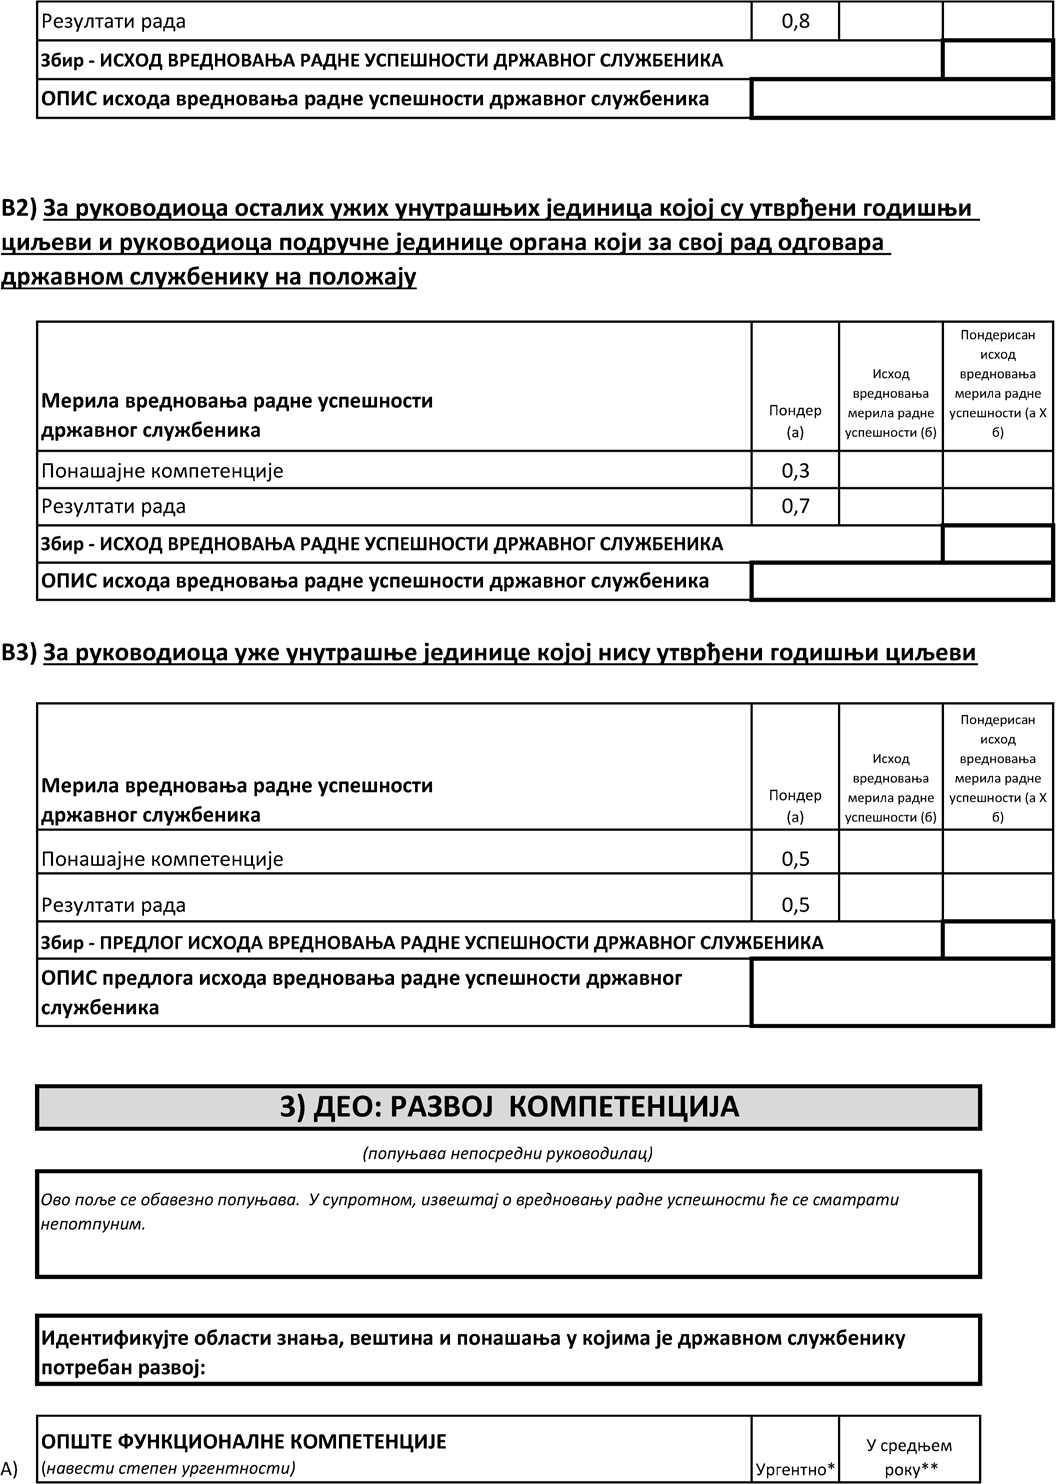 Резултати рада 0,8
Збир - ИСХОД ВРЕДНОВАЊА РАДНЕ УСПЕШНОСТИ ДРЖАВНОГ СЛУЖБЕНИКА
ОПИС исхода вредновања радне успешности државног службеника
В2) За руководиоца осталих ужих унутрашњих јединица којој су утврђени годишњи
циљеви и руководиоца подручне јединице органа који за свој рад одговара
државном службенику на положају
Мерила вредновања радне успешности
државног службеника
Пондер
(а)
Исход
вредновања
мерила радне
успешности (б)
Пондерисан
исход
вредновања
мерила радне
успешности (а Х
б)
Понашајне компетенције 0,3
Резултати рада 0,7
Збир - ИСХОД ВРЕДНОВАЊА РАДНЕ УСПЕШНОСТИ ДРЖАВНОГ СЛУЖБЕНИКА
ОПИС исхода вредновања радне успешности државног службеника
В3) За руководиоца уже унутрашње јединице којој нису утврђени годишњи циљеви
Мерила вредновања радне успешности
државног службеника
Пондер
(а)
Исход
вредновања
мерила радне
успешности (б)
Пондерисан
исход
вредновања
мерила радне
успешности (а Х
б)
Понашајне компетенције 0,5
Резултати рада 0,5
Збир - ПРЕДЛОГ ИСХОДА ВРЕДНОВАЊА РАДНЕ УСПЕШНОСТИ ДРЖАВНОГ СЛУЖБЕНИКА
ОПИС предлога исхода вредновања радне успешности државног
службеника
3) ДЕО: РАЗВОЈ КОМПЕТЕНЦИЈА
(попуњава непосредни руководилац)
Ово поље се обавезно попуњава. У супротном, извештај о вредновању радне успешности ће се сматрати
непотпуним.
Идентификујте области знања, вештина и понашања у којима је државном службенику
потребан развој:
А)
ОПШТЕ ФУНКЦИОНАЛНЕ КОМПЕТЕНЦИЈЕ
(навести степен ургентности)
Ургентно*
У средњем
року**